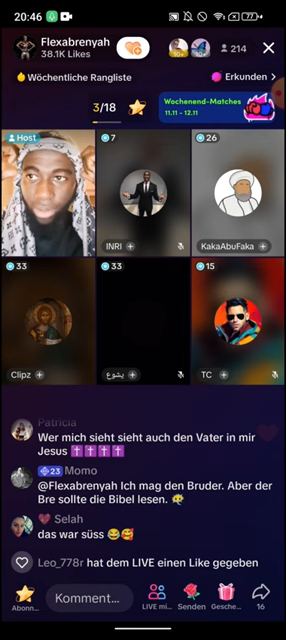 20:46
77
Flexabrenyah
38.1K Likes
10+
10+
214
Wöchentliche Rangliste
Erkunden >
3/18
Wochenend-Matches
11.11 - 12.11
Host
7
26
INRI +
KakaAbuFaka +
33
33
15
Clipz +
يشوع +
TC +
Patricia
Wer mich sieht sieht auch den Vater in mir
Jesus ✝️✝️✝️✝️
23 Momo
@Flexabrenyah Ich mag den Bruder. Aber der
Bre sollte die Bibel lesen.
Selah
das war süss 😂🥰
Leo_778r hat dem LIVE einen Like gegeben
Komment...
Abonn...
LIVE mi...
Senden
Gesche...
16